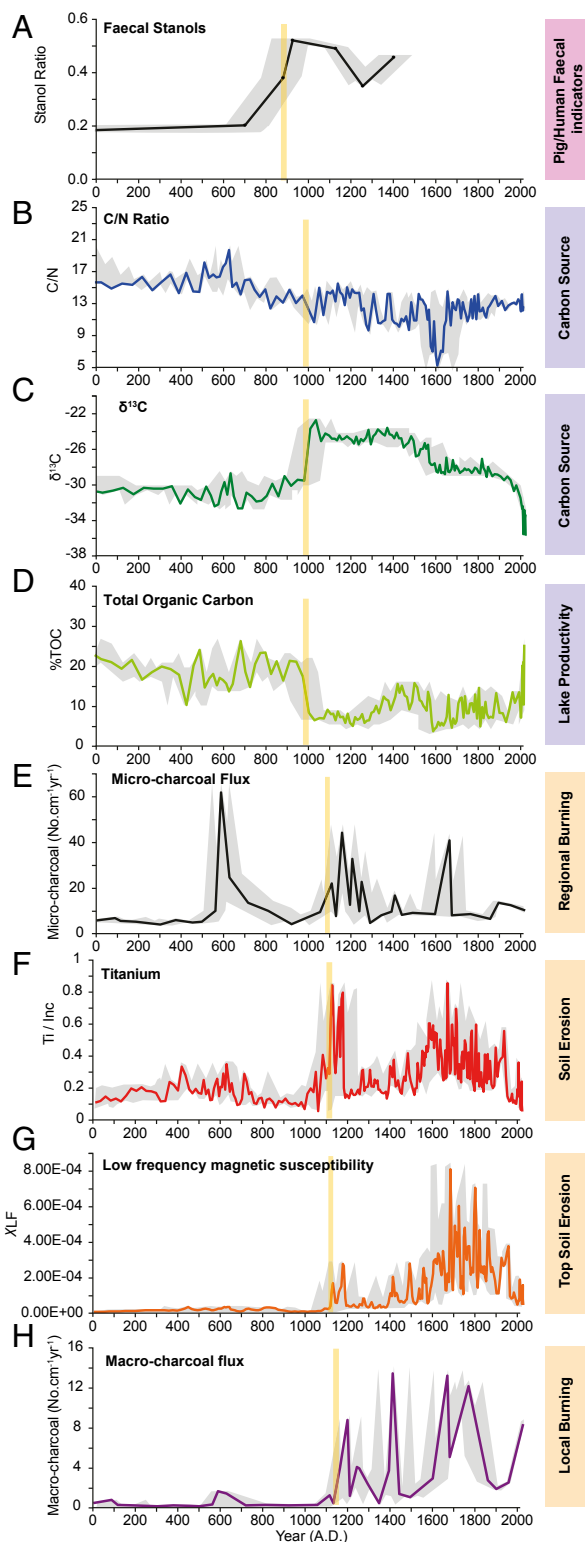 A
Faecal Stanols
Stanol Ratio
0.6
0.4
0.2
0.0
0 200 400 600 800 1000 1200 1400 1600 1800 2000
Pig/Human Faecal
indicators
B
C/N Ratio
C/N
25
21
17
13
9
5
0 200 400 600 800 1000 1200 1400 1600 1800 2000
Carbon Source
C
δ¹³C
δ¹³C
-22
-26
-30
-34
-38
0 200 400 600 800 1000 1200 1400 1600 1800 2000
Carbon Source
D
Total Organic Carbon
%TOC
40
30
20
10
0
0 200 400 600 800 1000 1200 1400 1600 1800 2000
Lake Productivity
E
Micro-charcoal Flux
Micro-charcoal (No.cm⁻¹yr¹)
60
40
20
0
0 200 400 600 800 1000 1200 1400 1600 1800 2000
Regional Burning
F
Titanium
Ti / Inc
1
0.8
0.6
0.4
0.2
0
0 200 400 600 800 1000 1200 1400 1600 1800 2000
Soil Erosion
G
Low frequency magnetic susceptibility
χLF
8.00E-04
6.00E-04
4.00E-04
2.00E-04
0.00E+00
0 200 400 600 800 1000 1200 1400 1600 1800 2000
Top Soil Erosion
H
Macro-charcoal flux
Macro-charcoal (No.cm⁻¹yr¹)
16
12
8
4
0
0 200 400 600 800 1000 1200 1400 1600 1800 2000
Year (A.D.)
Local Burning